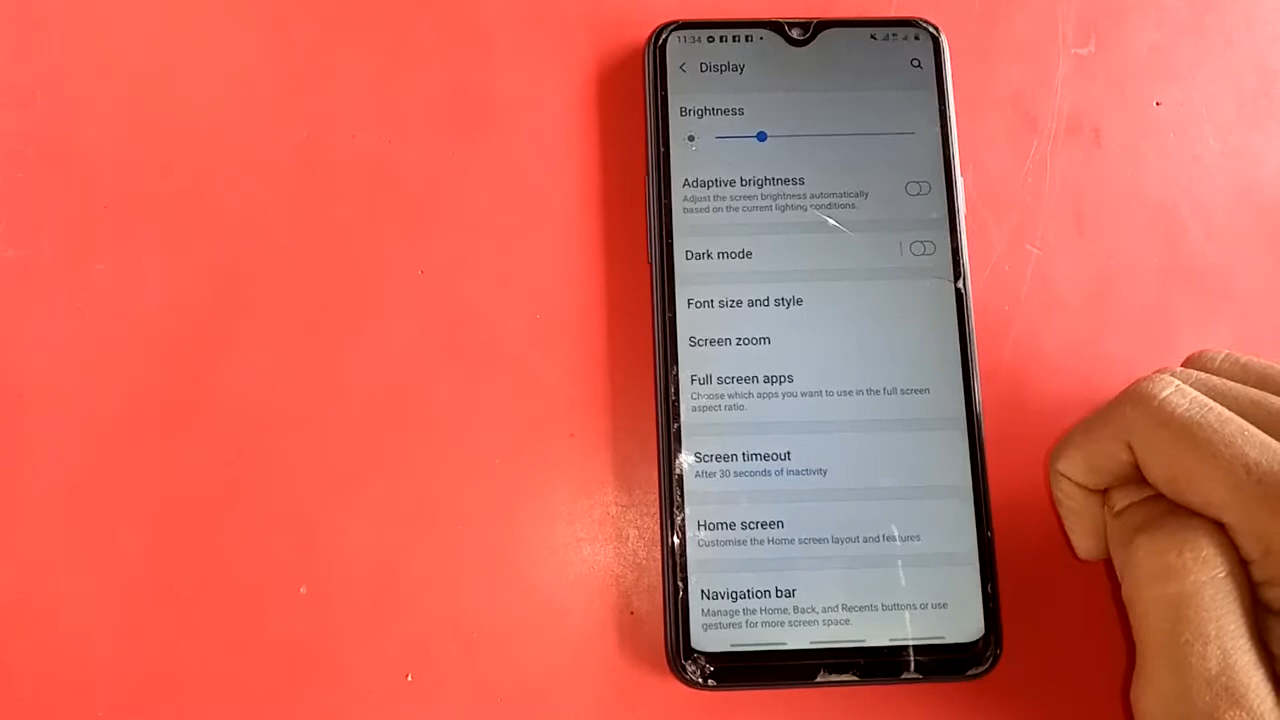 11:34
Display
Brightness
Adaptive brightness
Adjust the screen brightness automatically
based on the current lighting conditions.
Dark mode
Font size and style
Screen zoom
Full screen apps
Choose which apps you want to use in the full screen
aspect ratio.
Screen timeout
After 30 seconds of inactivity
Home screen
Customise the Home screen layout and features
Navigation bar
Manage the Home, Back, and Recents buttons or use
gestures for more screen space.